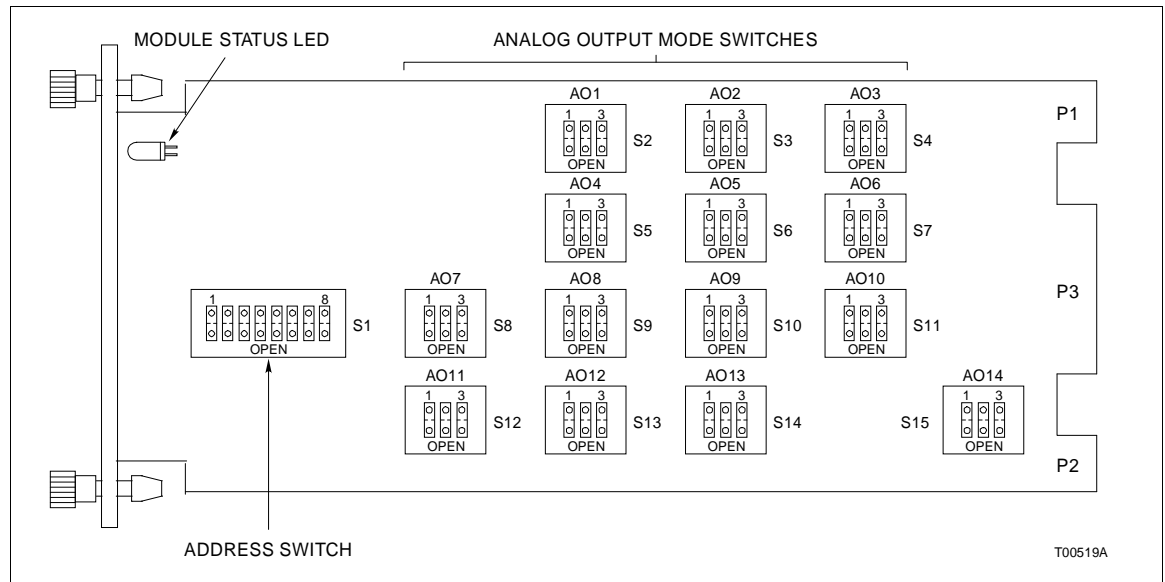 MODULE STATUS LED
ANALOG OUTPUT MODE SWITCHES
AO1 AO2 AO3
1 3 1 3 1 3
S2 S3 S4
OPEN OPEN OPEN
P1
AO4 AO5 AO6
1 3 1 3 1 3
S5 S6 S7
OPEN OPEN OPEN
AO7 AO8 AO9 AO10
1 8 1 3 1 3 1 3 1 3
S1 S8 S9 S10 S11
OPEN OPEN OPEN OPEN OPEN
P3
AO11 AO12 AO13 AO14
1 3 1 3 1 3 1 3
S12 S13 S14 S15
OPEN OPEN OPEN OPEN
P2
ADDRESS SWITCH
T00519A